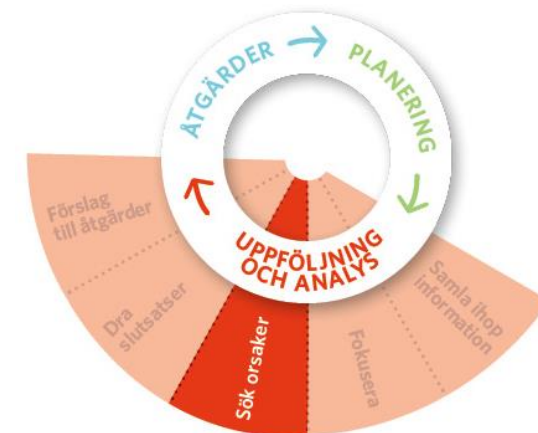 ÅTGÄRDER
PLANERING
UPPFÖLJNING
OCH ANALYS
Förslag
till åtgärder
Dra
slutsatser
Sök orsaker
Fokusera
Samla ihop
information